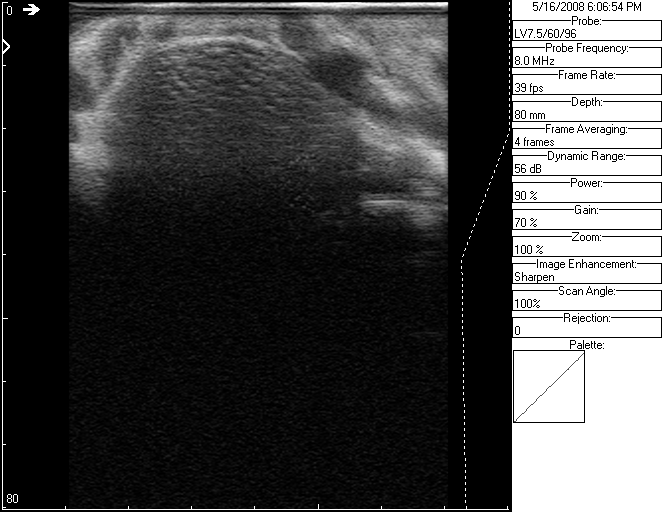 0
80
5/16/2008 6:06:54 PM
Probe:
LV7.5/60/96
Probe Frequency:
8.0 MHz
Frame Rate:
39 fps
Depth:
80 mm
Frame Averaging:
4 frames
Dynamic Range:
56 dB
Power:
90 %
Gain:
70 %
Zoom:
100 %
Image Enhancement:
Sharpen
Scan Angle:
100%
Rejection:
0
Palette: